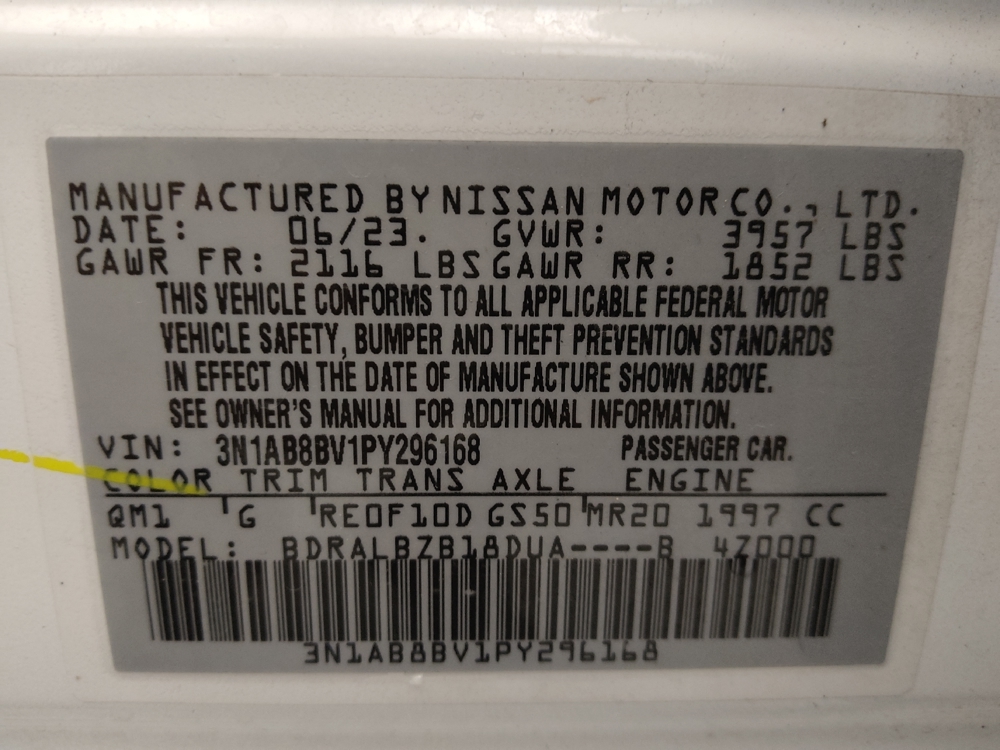 MANUFACTURED BY NISSAN MOTOR CO., LTD.
DATE: 06/23. GVWR: 3957 LBS
GAWR FR: 2116 LBS GAWR RR: 1852 LBS
THIS VEHICLE CONFORMS TO ALL APPLICABLE FEDERAL MOTOR
VEHICLE SAFETY, BUMPER AND THEFT PREVENTION STANDARDS
IN EFFECT ON THE DATE OF MANUFACTURE SHOWN ABOVE.
SEE OWNER'S MANUAL FOR ADDITIONAL INFORMATION.
VIN: 3N1AB8BV1PY296168 PASSENGER CAR.
COLOR TRIM TRANS AXLE ENGINE
QM1 G RE0F10D GS50 MR20 1997 CC
MODEL: BDRALBZB18DUA----B 4Z000
3N1AB8BV1PY296168